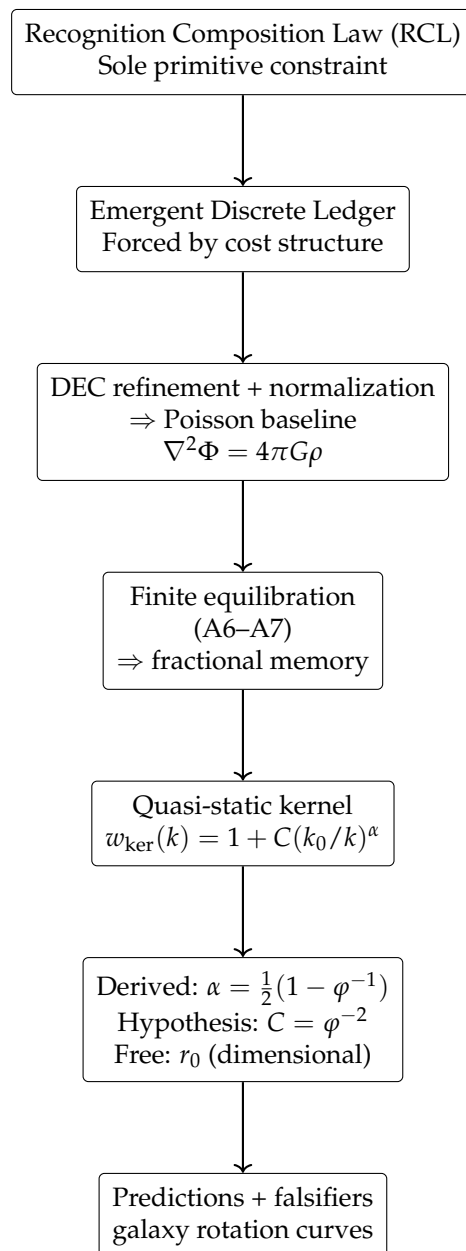 Recognition Composition Law (RCL)
Sole primitive constraint
Emergent Discrete Ledger
Forced by cost structure
DEC refinement + normalization
⇒ Poisson baseline
∇²Φ = 4πGρ
Finite equilibration
(A6–A7)
⇒ fractional memory
Quasi-static kernel
w_ker(k) = 1 + C(k₀/k)^α
Derived: α = ½(1 − φ⁻¹)
Hypothesis: C = φ⁻²
Free: r₀ (dimensional)
Predictions + falsifiers
galaxy rotation curves